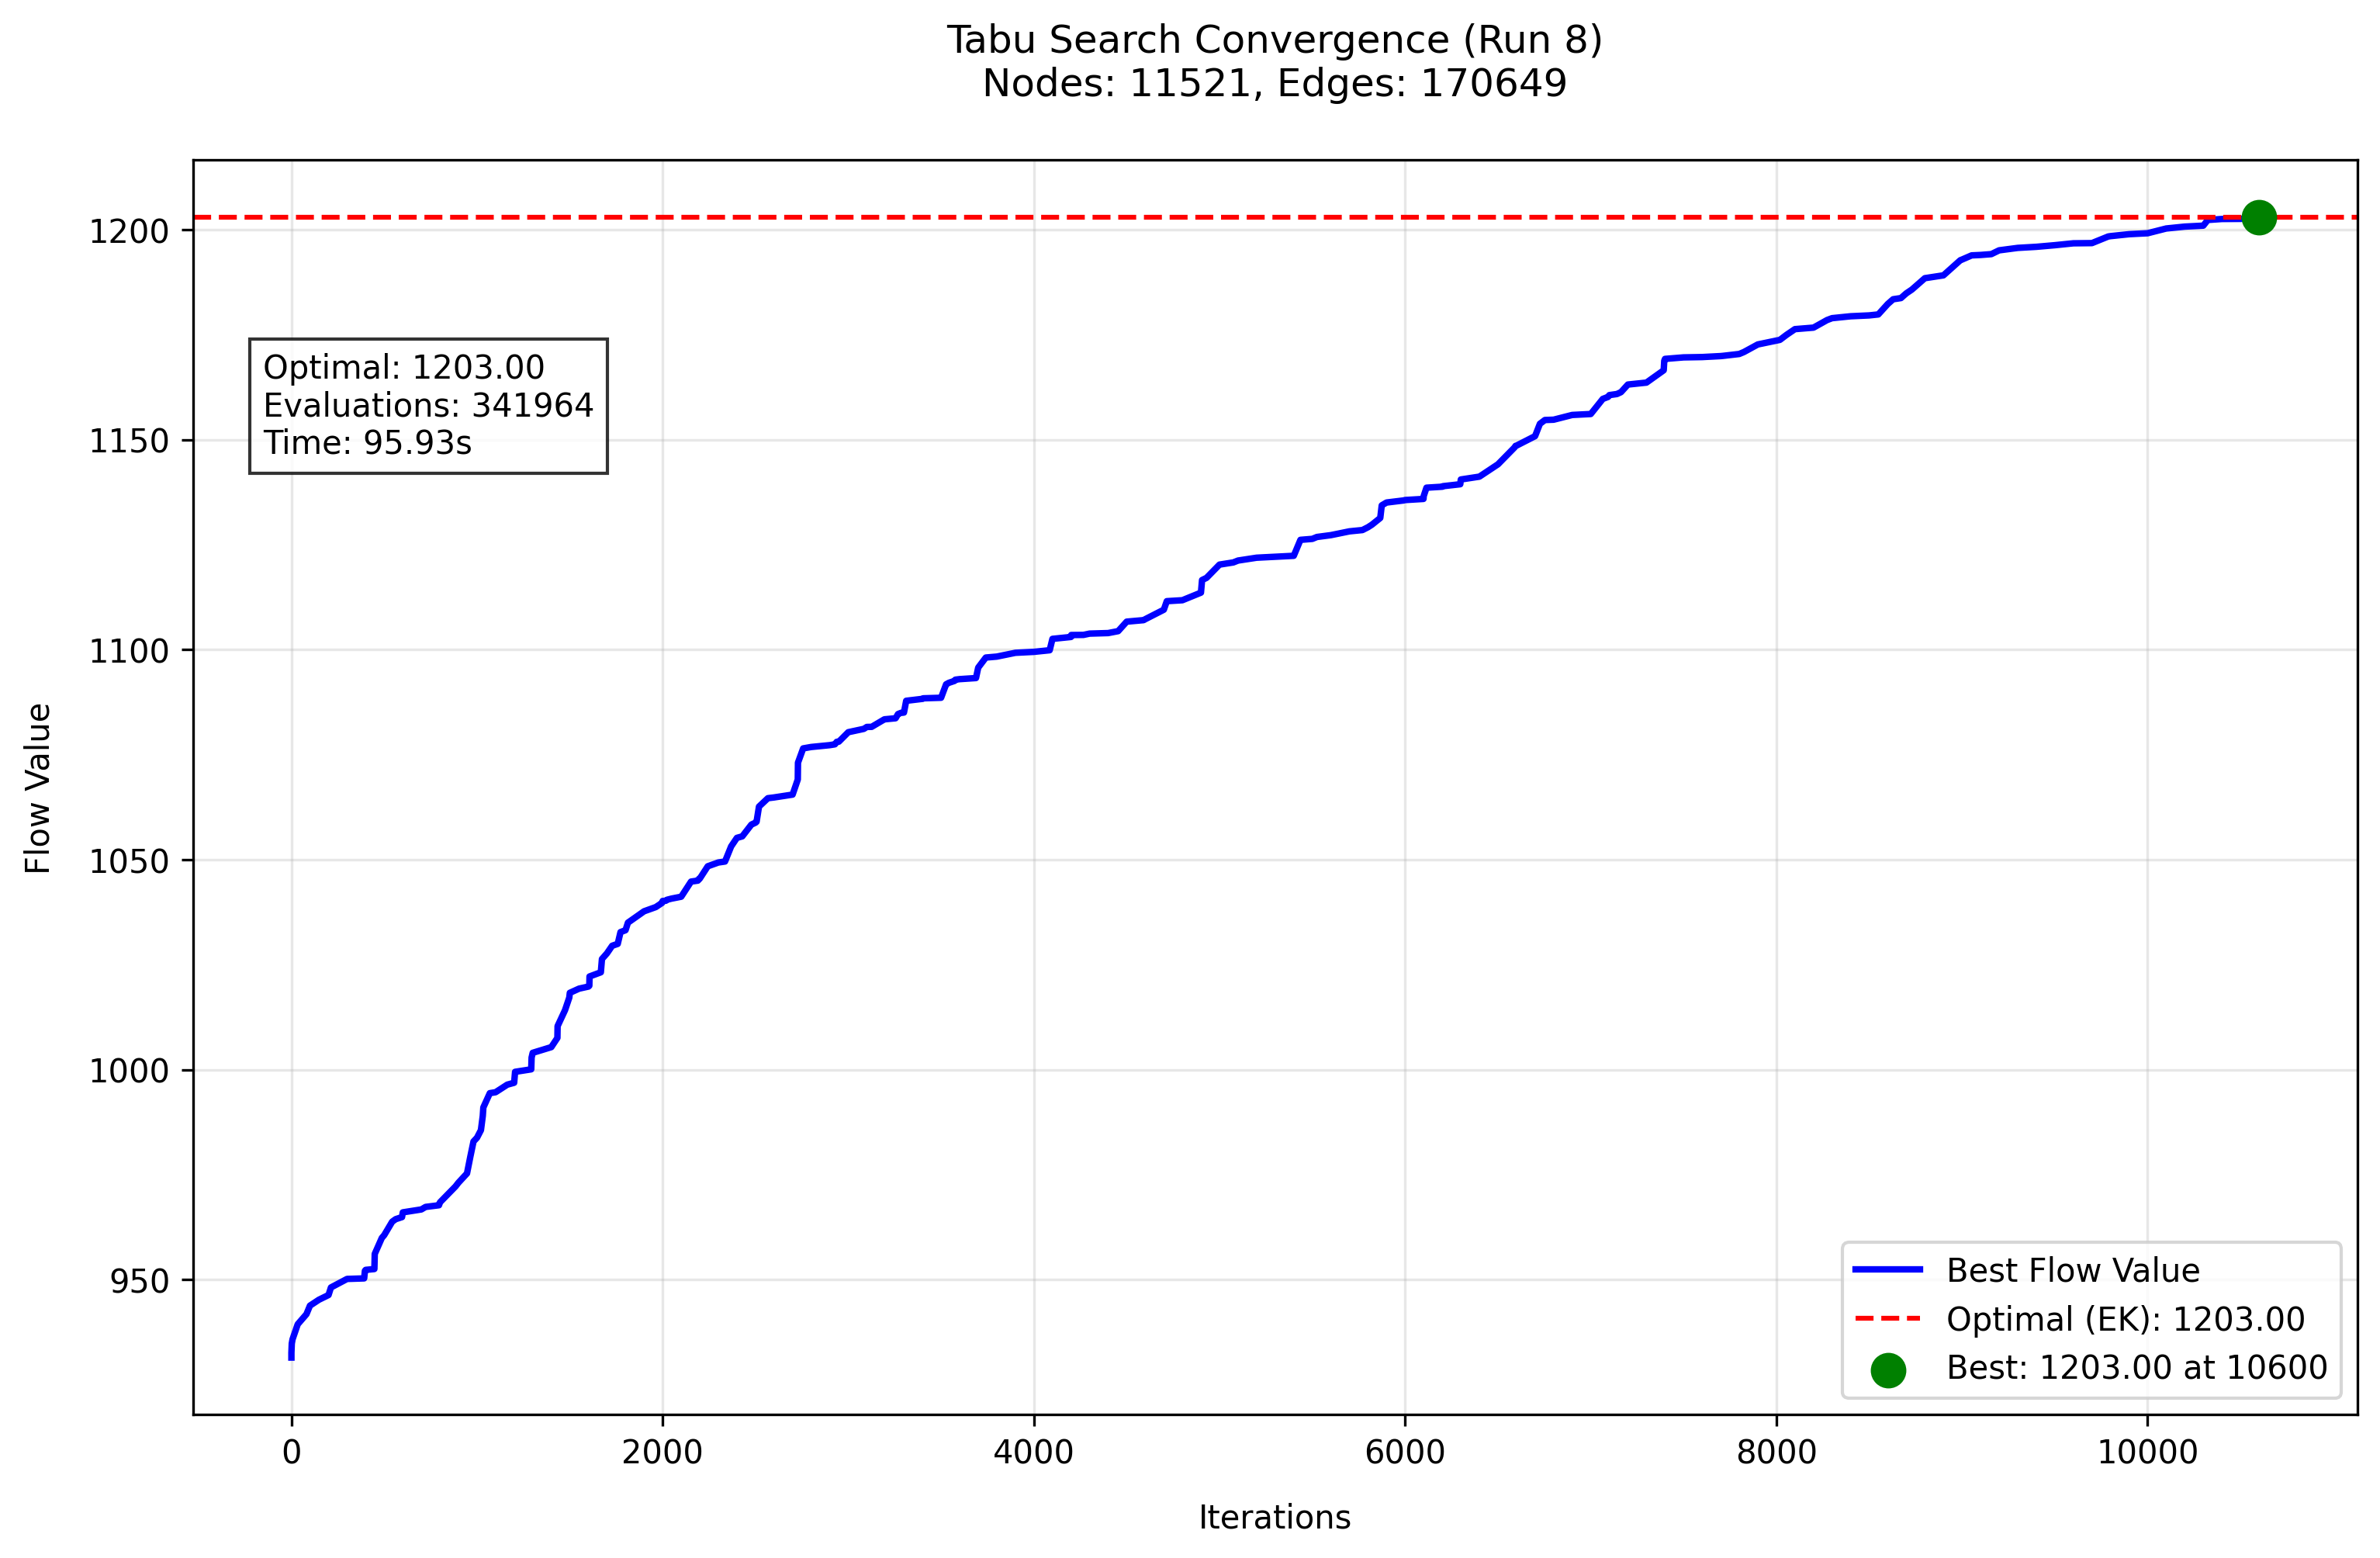 Tabu Search Convergence (Run 8)
Nodes: 11521, Edges: 170649
Flow Value
1200
1150
1100
1050
1000
950
Optimal: 1203.00
Evaluations: 341964
Time: 95.93s
Best Flow Value
Optimal (EK): 1203.00
Best: 1203.00 at 10600
0 2000 4000 6000 8000 10000
Iterations